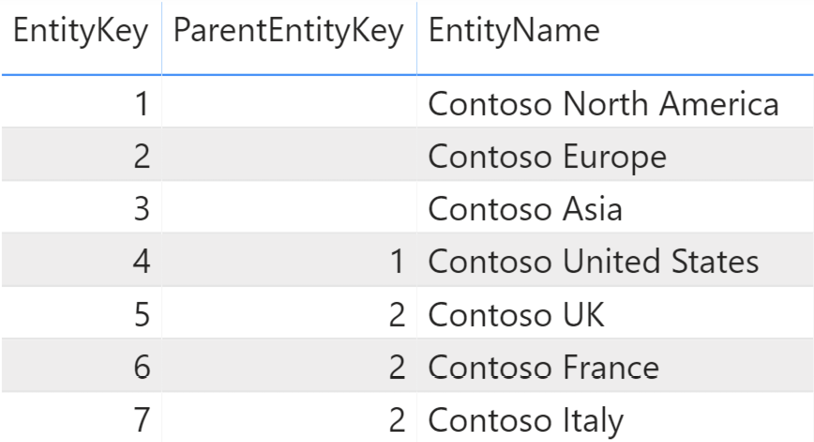 EntityKey ParentEntityKey EntityName
1 Contoso North America
2 Contoso Europe
3 Contoso Asia
4 1 Contoso United States
5 2 Contoso UK
6 2 Contoso France
7 2 Contoso Italy